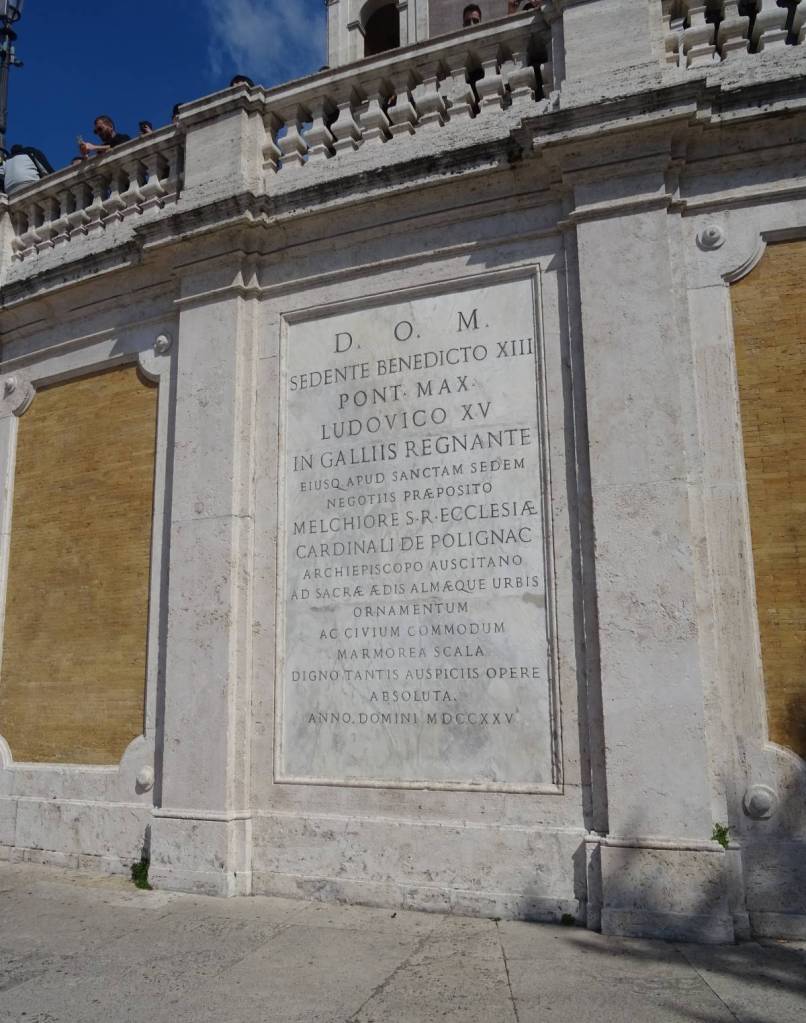 D. O. M.
SEDENTE BENEDICTO XIII
PONT. MAX.
LUDOVICO XV
IN GALLIIS REGNANTE
EIUSQ APUD SANCTAM SEDEM
NEGOTIIS PRÆPOSITO
MELCHIORE S·R·ECCLESIÆ
CARDINALI DE POLIGNAC
ARCHIEPISCOPO AUSCITANO
AD SACRÆ ÆDIS ALMÆQUE URBIS
ORNAMENTUM
AC CIVIUM COMMODUM
MARMOREA SCALA
DIGNO TANTIS AUSPICIIS OPERE
ABSOLUTA.
ANNO. DOMINI MDCCXXV